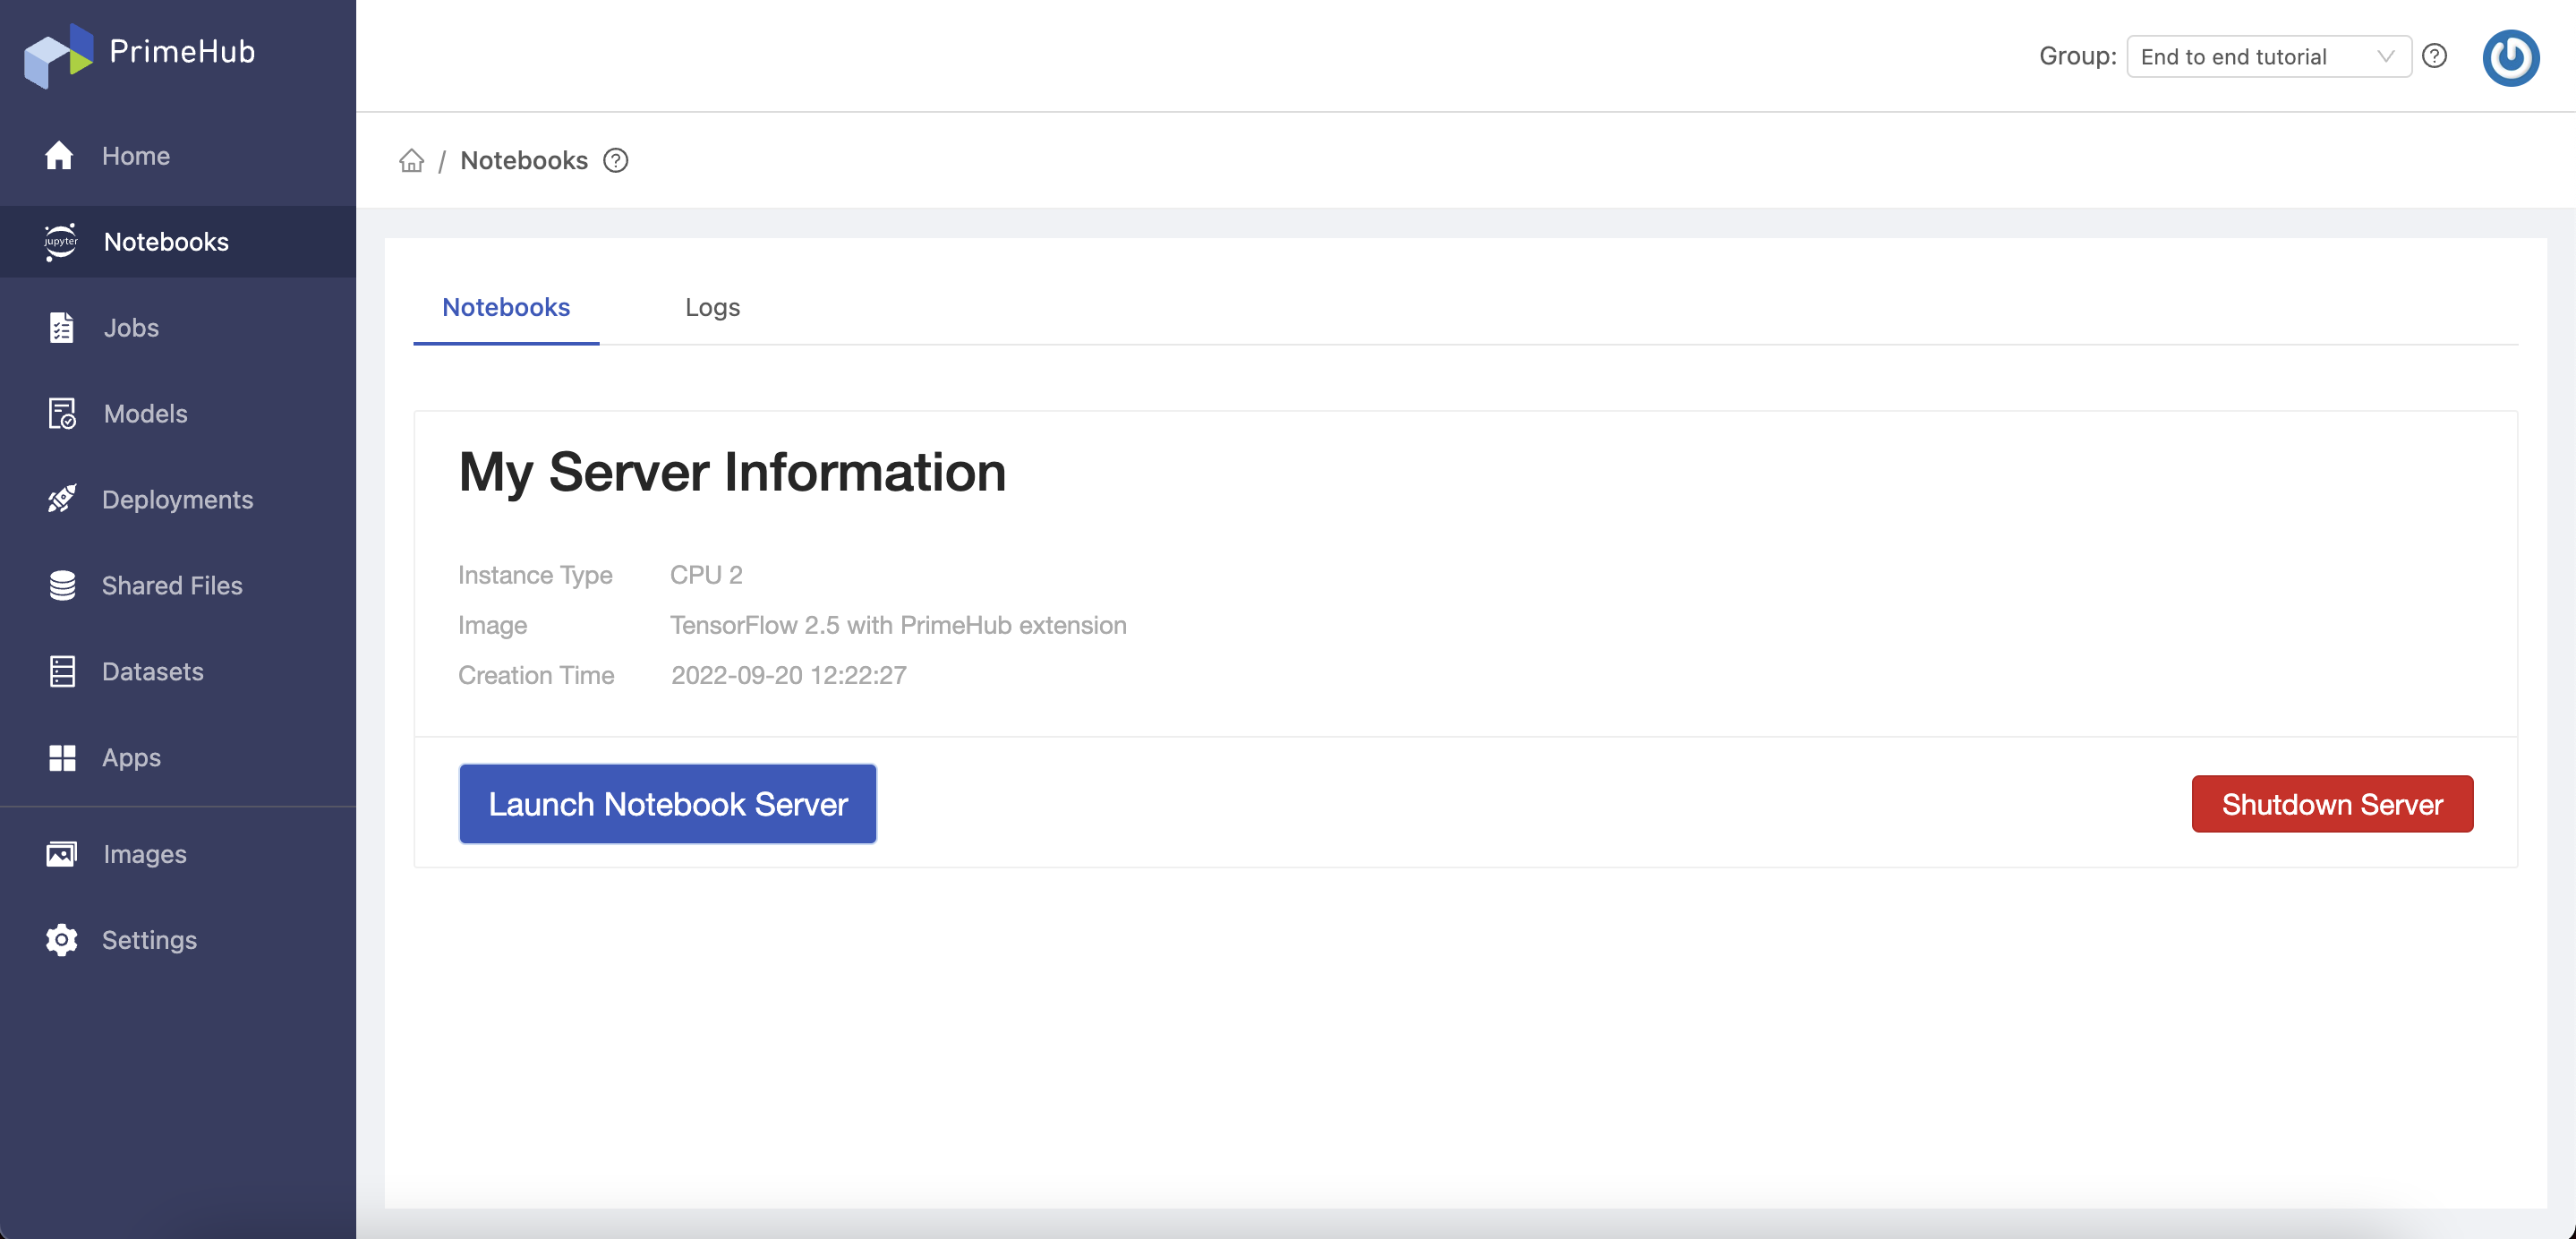 PrimeHub
Group: End to end tutorial
Home
jupyter Notebooks
Jobs
Models
Deployments
Shared Files
Datasets
Apps
Images
Settings
/ Notebooks
Notebooks Logs
My Server Information
Instance Type CPU 2
Image TensorFlow 2.5 with PrimeHub extension
Creation Time 2022-09-20 12:22:27
Launch Notebook Server Shutdown Server